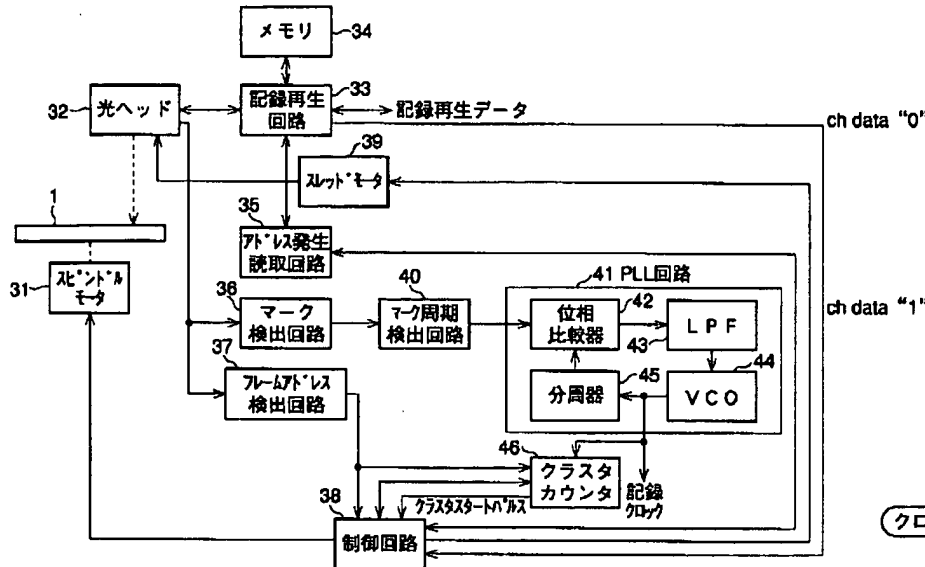 メモリ
34
32
光ヘッド
記録再生
回路
33
記録再生データ
ch data “0”
39
スレッドモータ
1
35
アドレス発生
読取回路
31
スピンドル
モータ
36
マーク
検出回路
40
マーク周期
検出回路
41 PLL回路
42
位相
比較器
LPF
43
ch data “1”
37
フレームアドレス
検出回路
45
分周器
44
VCO
46
クラスタ
カウンタ
記録
クロック
クラスタスタートパルス
38
制御回路
クロ